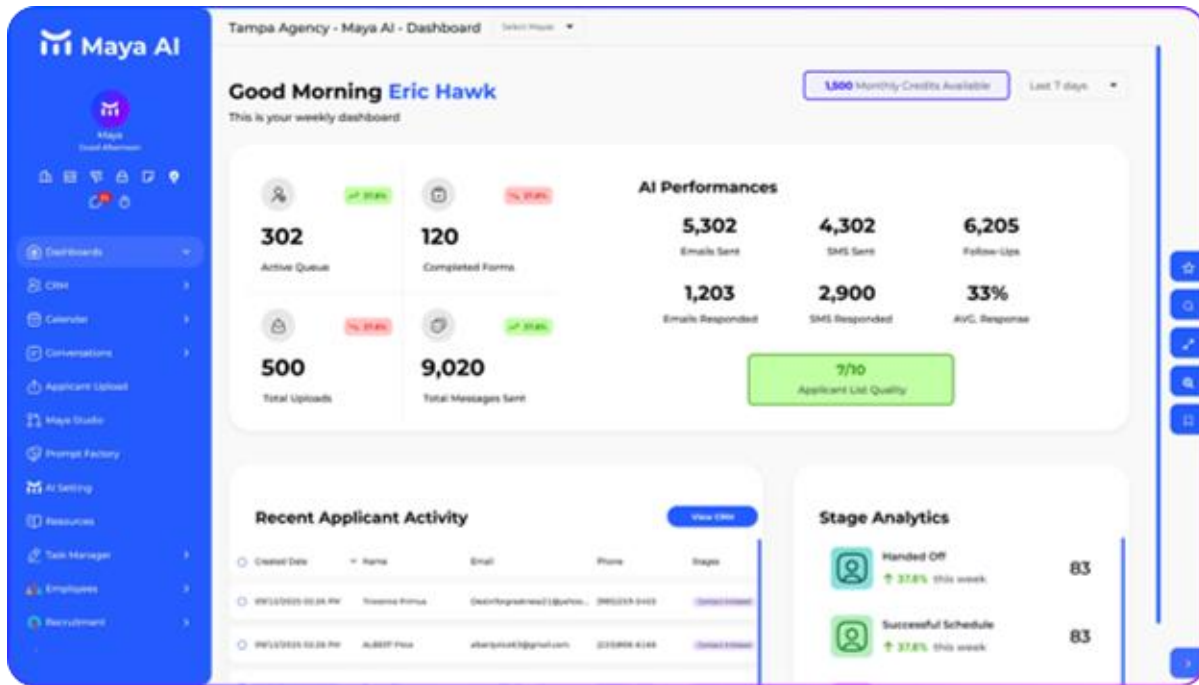 Maya AI
Maya
Good Afternoon
Dashboards
CRM
Calendar
Conversations
Applicant Upload
Maya Studio
Prompt Factory
AI Setting
Resources
Task Manager
Employees
Recruitment
Tampa Agency - Maya AI - Dashboard
Good Morning Eric Hawk
This is your weekly dashboard
1,500 Monthly Credits Available
Last 7 days
302
Active Queue
120
Completed Forms
500
Total Uploads
9,020
Total Messages Sent
AI Performances
5,302
Emails Sent
4,302
SMS Sent
6,205
Follow-Ups
1,203
Emails Responded
2,900
SMS Responded
33%
AVG. Response
7/10
Applicant List Quality
Recent Applicant Activity
View CRM
Created Date Name Email Phone Stages
ALBERT Price
Stage Analytics
Handed Off
37.8% this week
83
Successful Schedule
37.8% this week
83